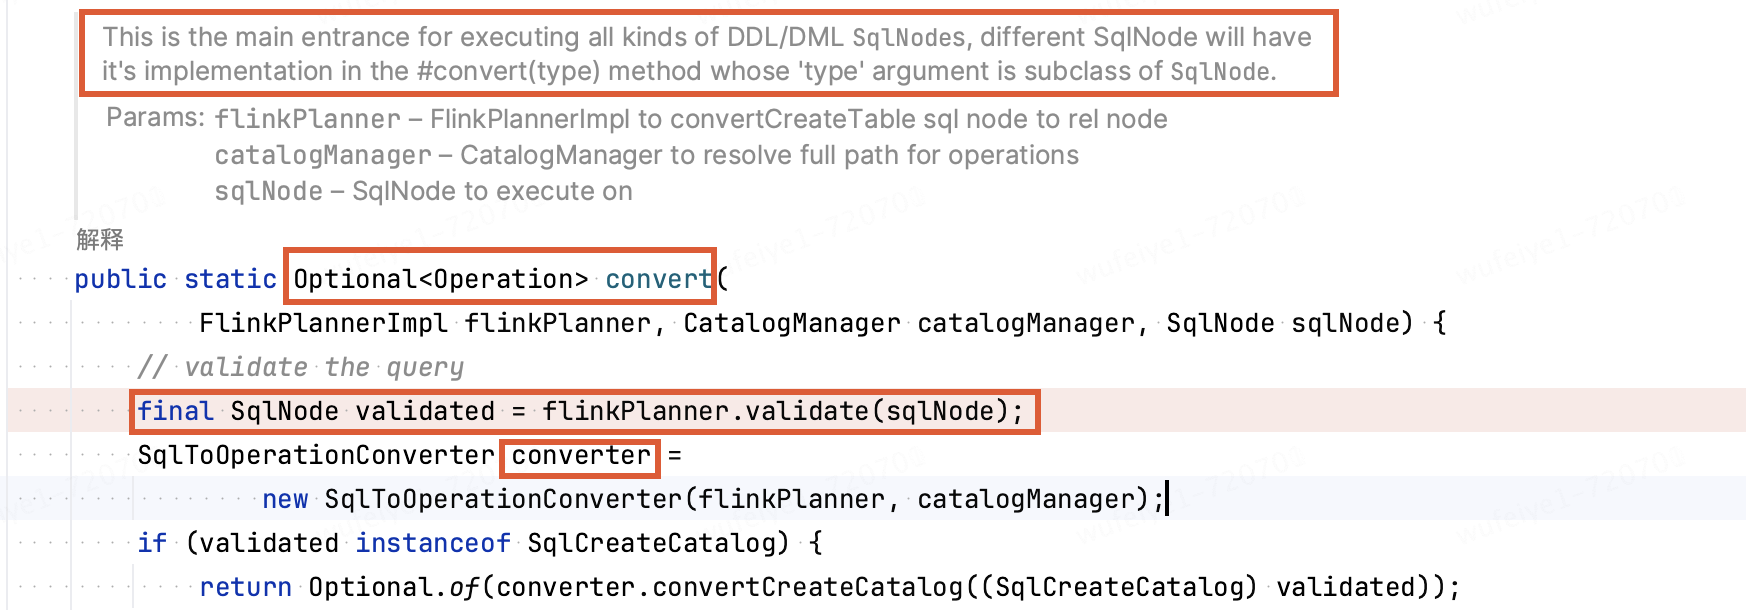 This is the main entrance for executing all kinds of DDL/DML SqlNodes, different SqlNode will have
it's implementation in the #convert(type) method whose 'type' argument is subclass of SqlNode.
Params: flinkPlanner – FlinkPlannerImpl to convertCreateTable sql node to rel node
catalogManager – CatalogManager to resolve full path for operations
sqlNode – SqlNode to execute on
解释
public static Optional<Operation> convert(
FlinkPlannerImpl flinkPlanner, CatalogManager catalogManager, SqlNode sqlNode) {
// validate the query
final SqlNode validated = flinkPlanner.validate(sqlNode);
SqlToOperationConverter converter =
new SqlToOperationConverter(flinkPlanner, catalogManager);
if (validated instanceof SqlCreateCatalog) {
return Optional.of(converter.convertCreateCatalog((SqlCreateCatalog) validated));